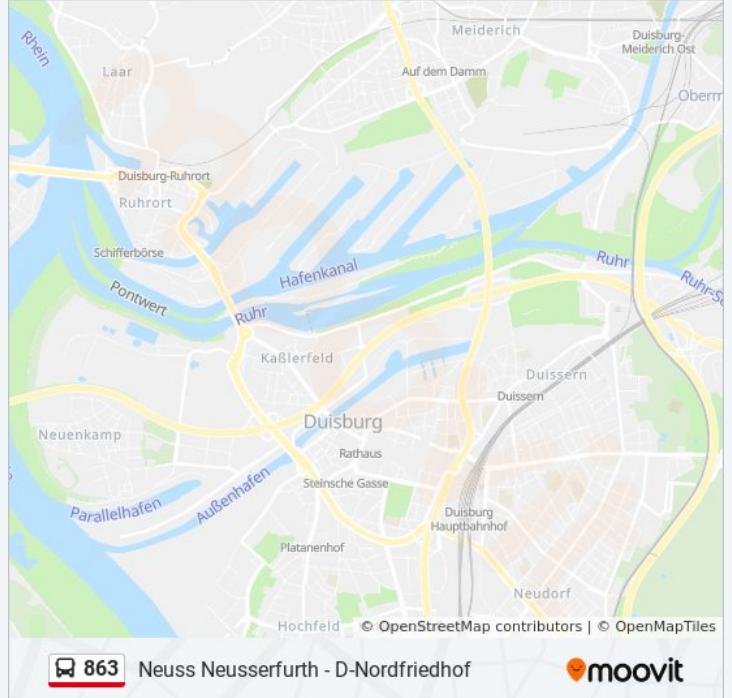 Meiderich
Duisburg-
Meiderich Ost
Rhein
Laar
Auf dem Damm
Duisburg-Ruhrort
Ruhrort
Schifferbörse
Hafenkanal
Ruhr
Pontwert
Ruhr
Kaßlerfeld
Duissern
Duissern
Duisburg
Neuenkamp
Rathaus
Steinsche Gasse
Parallelhafen
Außenhafen
Duisburg
Hauptbahnhof
Platanenhof
Neudorf
Hochfeld
© OpenStreetMap contributors | © OpenMapTiles
863 Neuss Neusserfurth - D-Nordfriedhof moovit